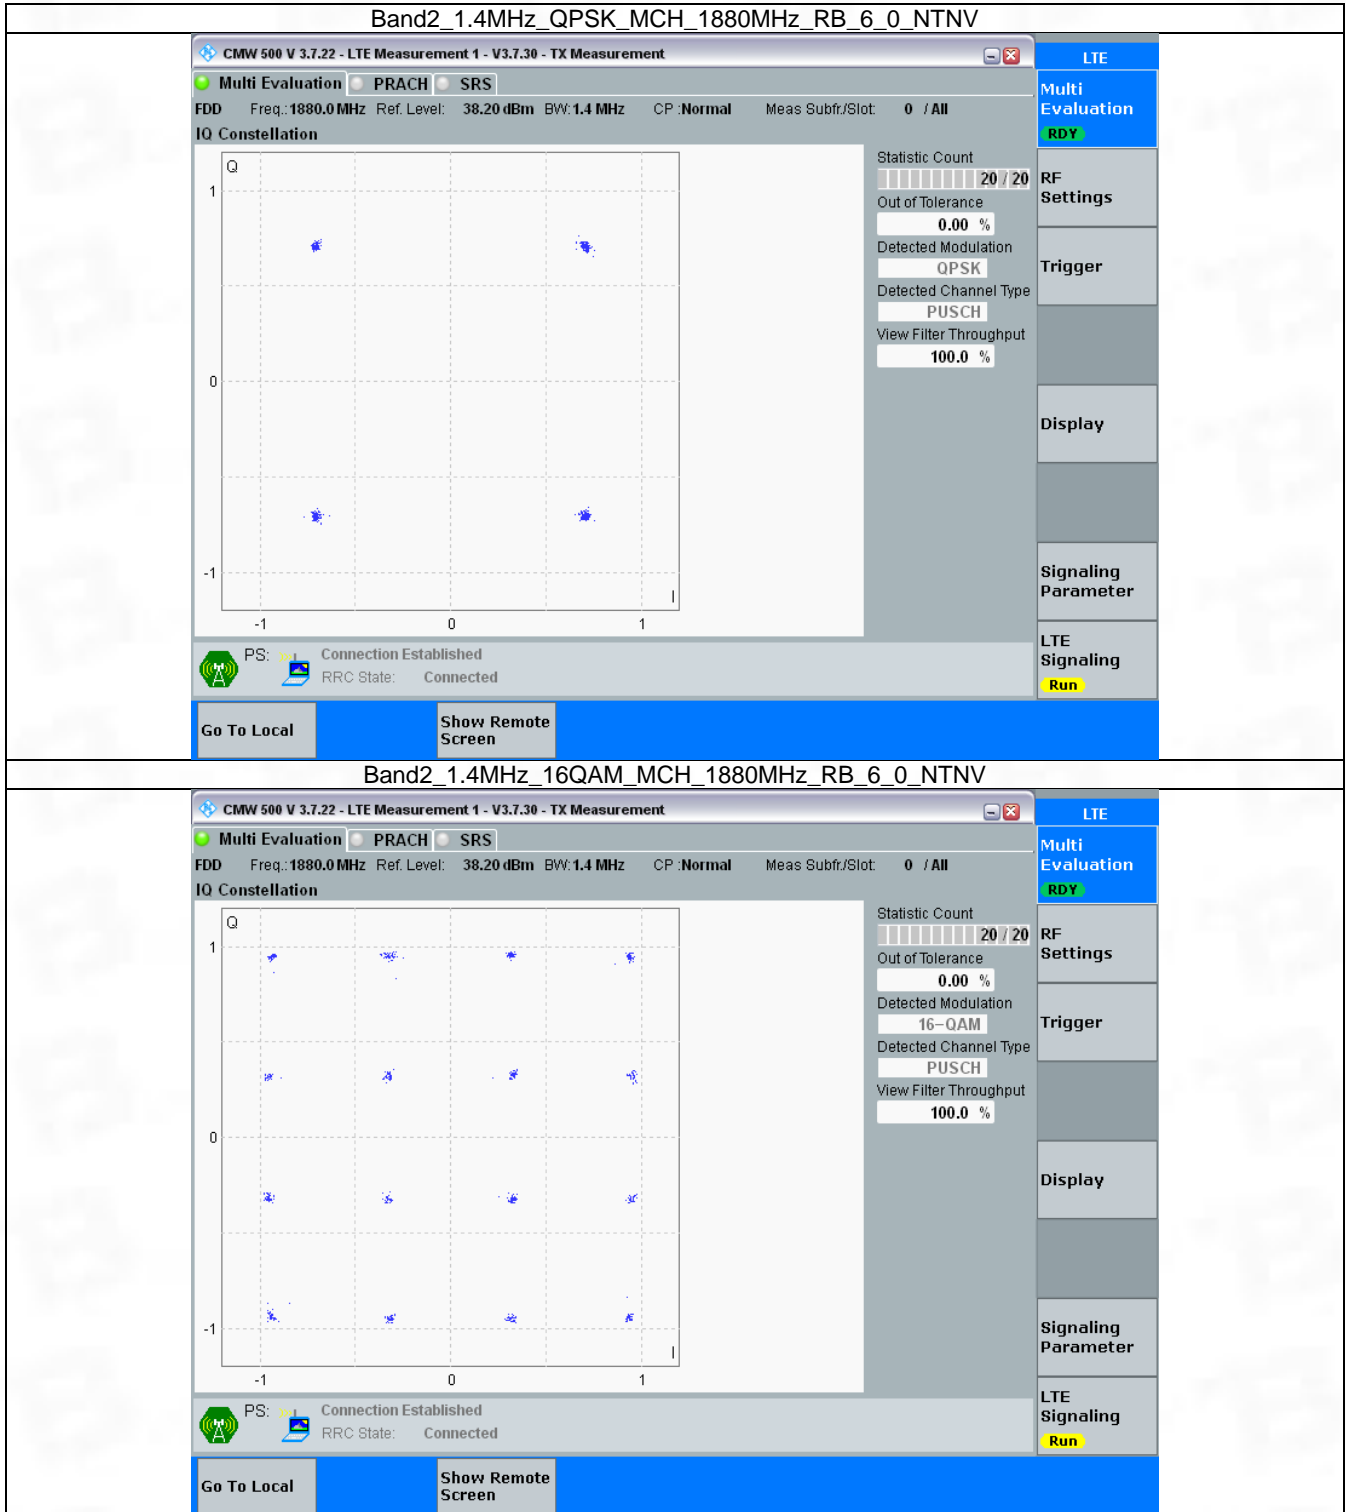 Band2_1.4MHz_QPSK_MCH_1880MHz_RB_6_0_NTNV
CMW 500 V 3.7.22 - LTE Measurement 1 - V3.7.30 - TX Measurement
LTE
Multi Evaluation PRACH SRS
Multi
Evaluation
RDY
FDD Freq.: 1880.0 MHz Ref. Level: 38.20 dBm BW: 1.4 MHz CP : Normal Meas Subfr./Slot: 0 / All
IQ Constellation
Q
1
0
-1
I
-1 0 1
Statistic Count
20 / 20
Out of Tolerance
0.00 %
Detected Modulation
QPSK
Detected Channel Type
PUSCH
View Filter Throughput
100.0 %
RF
Settings
Trigger
Display
Signaling
Parameter
LTE
Signaling
Run
PS: Connection Established
RRC State: Connected
Go To Local
Show Remote
Screen
Band2_1.4MHz_16QAM_MCH_1880MHz_RB_6_0_NTNV
CMW 500 V 3.7.22 - LTE Measurement 1 - V3.7.30 - TX Measurement
LTE
Multi Evaluation PRACH SRS
Multi
Evaluation
RDY
FDD Freq.: 1880.0 MHz Ref. Level: 38.20 dBm BW: 1.4 MHz CP : Normal Meas Subfr./Slot: 0 / All
IQ Constellation
Q
1
0
-1
I
-1 0 1
Statistic Count
20 / 20
Out of Tolerance
0.00 %
Detected Modulation
16-QAM
Detected Channel Type
PUSCH
View Filter Throughput
100.0 %
RF
Settings
Trigger
Display
Signaling
Parameter
LTE
Signaling
Run
PS: Connection Established
RRC State: Connected
Go To Local
Show Remote
Screen